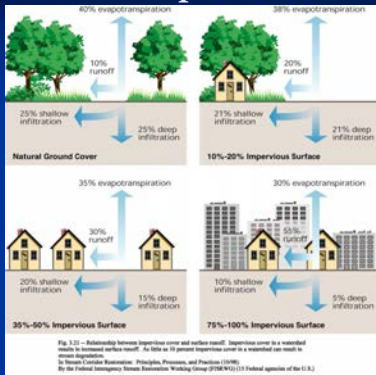 40% evapotranspiration
10%
runoff
25% shallow
infiltration
25% deep
infiltration
Natural Ground Cover
38% evapotranspiration
20%
runoff
21% shallow
infiltration
21% deep
infiltration
10%-20% Impervious Surface
35% evapotranspiration
30%
runoff
20% shallow
infiltration
15% deep
infiltration
35%-50% Impervious Surface
30% evapotranspiration
55%
runoff
10% shallow
infiltration
5% deep
infiltration
75%-100% Impervious Surface
Fig. 3.21 -- Relationship between impervious cover and surface runoff. Impervious cover in a watershed
results in increased surface runoff. As little as 10 percent impervious cover in a watershed can result in
stream degradation.
In Stream Corridor Restoration: Principles, Processes, and Practices (10/98).
By the Federal Interagency Stream Restoration Working Group (FISRWG) (15 Federal agencies of the U.S.)